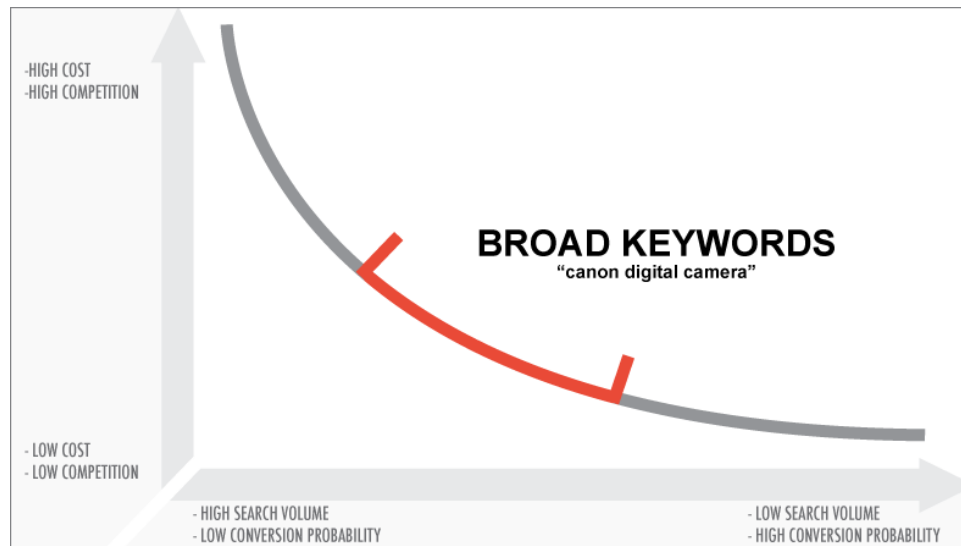 -HIGH COST
-HIGH COMPETITION
BROAD KEYWORDS
“canon digital camera”
- LOW COST
- LOW COMPETITION
- HIGH SEARCH VOLUME
- LOW CONVERSION PROBABILITY
- LOW SEARCH VOLUME
- HIGH CONVERSION PROBABILITY